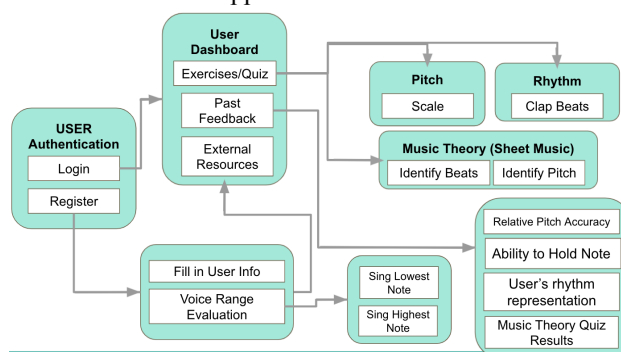 User
Dashboard
Exercises/Quiz
Past
Feedback
External
Resources
Pitch
Scale
Rhythm
Clap Beats
USER
Authentication
Login
Register
Music Theory (Sheet Music)
Identify Beats
Identify Pitch
Fill in User Info
Voice Range
Evaluation
Sing Lowest
Note
Sing Highest
Note
Relative Pitch Accuracy
Ability to Hold Note
User's rhythm
representation
Music Theory Quiz
Results